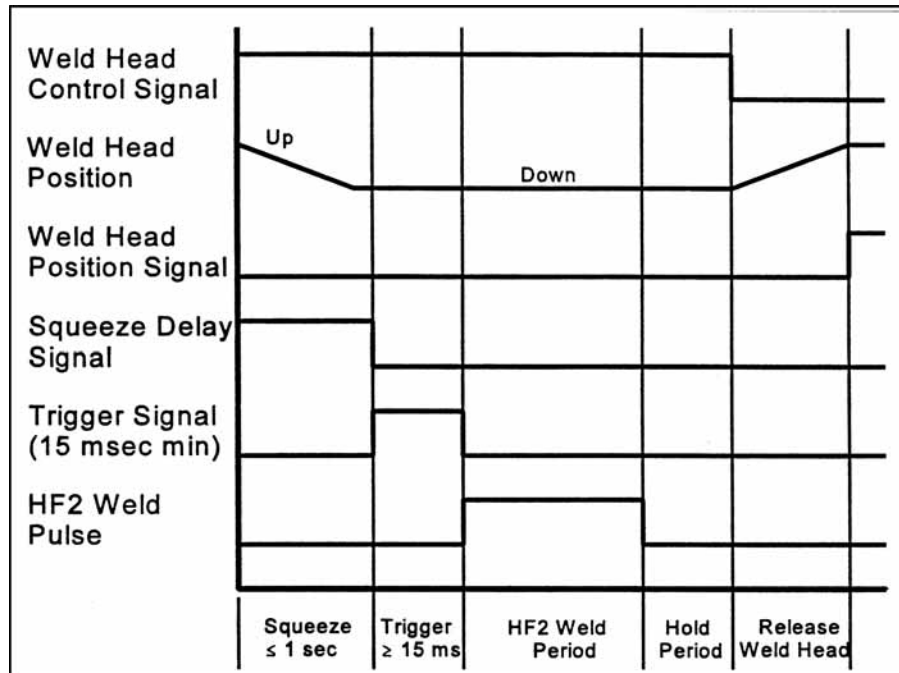 Weld Head
Control Signal
Up
Weld Head
Position
Down
Weld Head
Position Signal
Squeeze Delay
Signal
Trigger Signal
(15 msec min)
HF2 Weld
Pulse
Squeeze
≤ 1 sec
Trigger
≥ 15 ms
HF2 Weld
Period
Hold
Period
Release
Weld Head